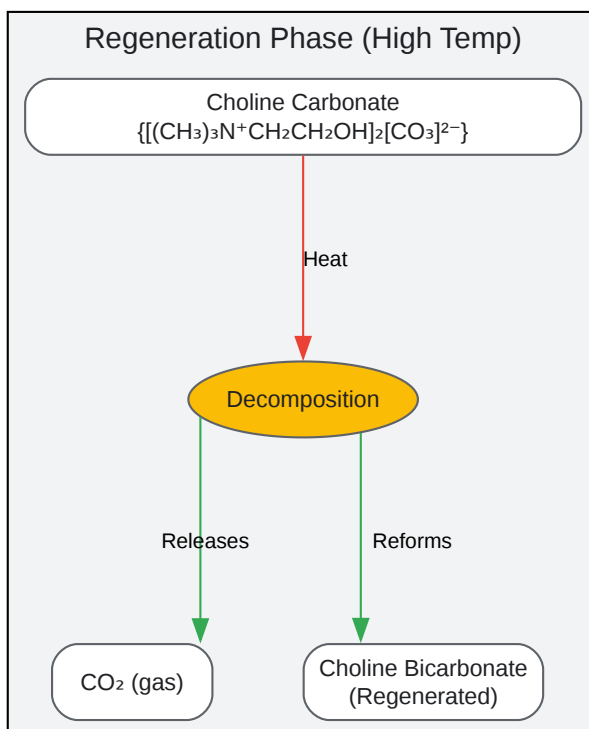 Regeneration Phase (High Temp)
Choline Carbonate
{[(CH₃)₃N⁺CH₂CH₂OH]₂[CO₃]²⁻}
Heat
Decomposition
Releases
Reforms
CO₂ (gas)
Choline Bicarbonate
(Regenerated)